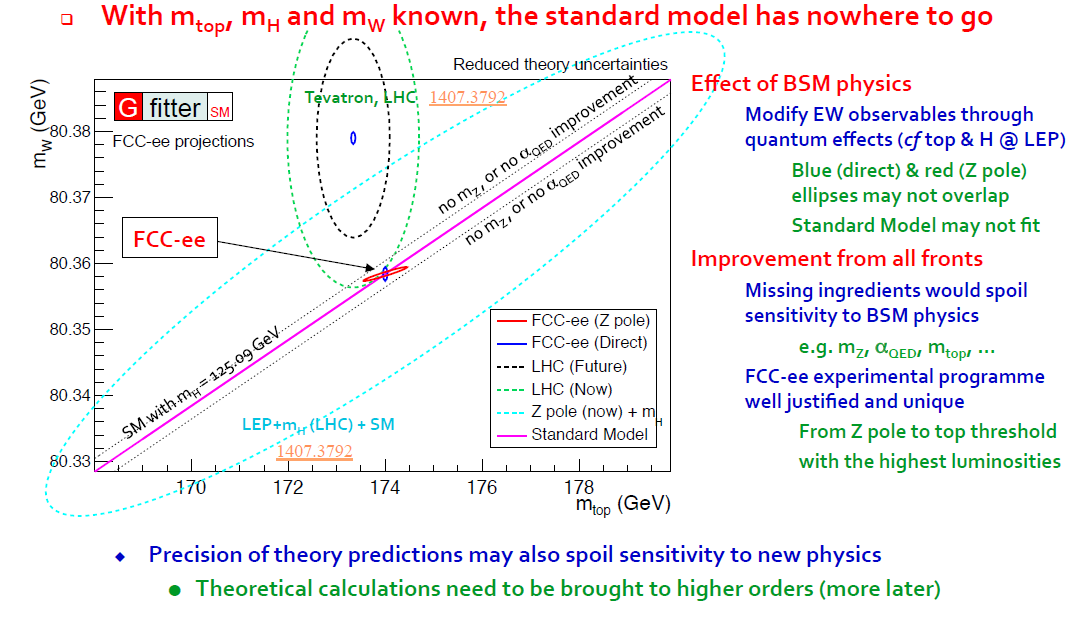 With mtop, mH and mW known, the standard model has nowhere to go
Reduced theory uncertainties
mW (GeV)
80.38
80.37
80.36
80.35
80.34
80.33
G fitter SM
FCC-ee projections
Tevatron, LHC 1407.3792
no mZ, or no αQED improvement
no mZ, or no αQED improvement
FCC-ee
SM with mH = 125.09 GeV
LEP+mH (LHC) + SM
1407.3792
FCC-ee (Z pole)
FCC-ee (Direct)
LHC (Future)
LHC (Now)
Z pole (now) + mH
Standard Model
170
172
174
176
178
mtop (GeV)
Effect of BSM physics
Modify EW observables through
quantum effects (cf top & H @ LEP)
Blue (direct) & red (Z pole)
ellipses may not overlap
Standard Model may not fit
Improvement from all fronts
Missing ingredients would spoil
sensitivity to BSM physics
e.g. mZ, αQED, mtop, ...
FCC-ee experimental programme
well justified and unique
From Z pole to top threshold
with the highest luminosities
Precision of theory predictions may also spoil sensitivity to new physics
Theoretical calculations need to be brought to higher orders (more later)